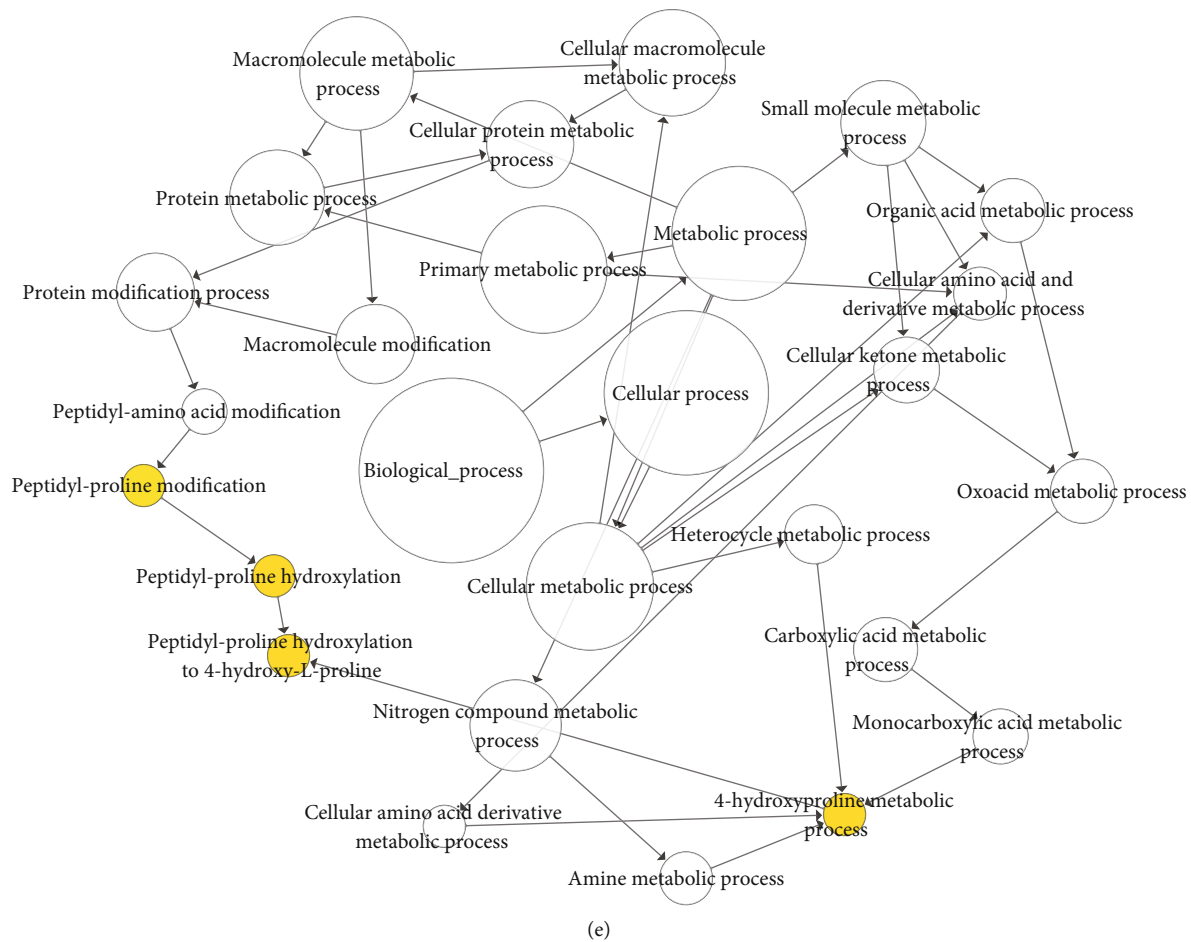 Macromolecule metabolic
process
Cellular macromolecule
metabolic process
Small molecule metabolic
process
Cellular protein metabolic
process
Protein metabolic process
Organic acid metabolic process
Metabolic process
Primary metabolic process
Cellular amino acid and
derivative metabolic process
Protein modification process
Macromolecule modification
Cellular ketone metabolic
process
Cellular process
Peptidyl-amino acid modification
Biological_process
Peptidyl-proline modification
Oxoacid metabolic process
Heterocycle metabolic process
Peptidyl-proline hydroxylation
Cellular metabolic process
Peptidyl-proline hydroxylation
to 4-hydroxy-L-proline
Carboxylic acid metabolic
process
Nitrogen compound metabolic
process
Monocarboxylic acid metabolic
process
Cellular amino acid derivative
metabolic process
4-hydroxyproline metabolic
process
Amine metabolic process
(e)